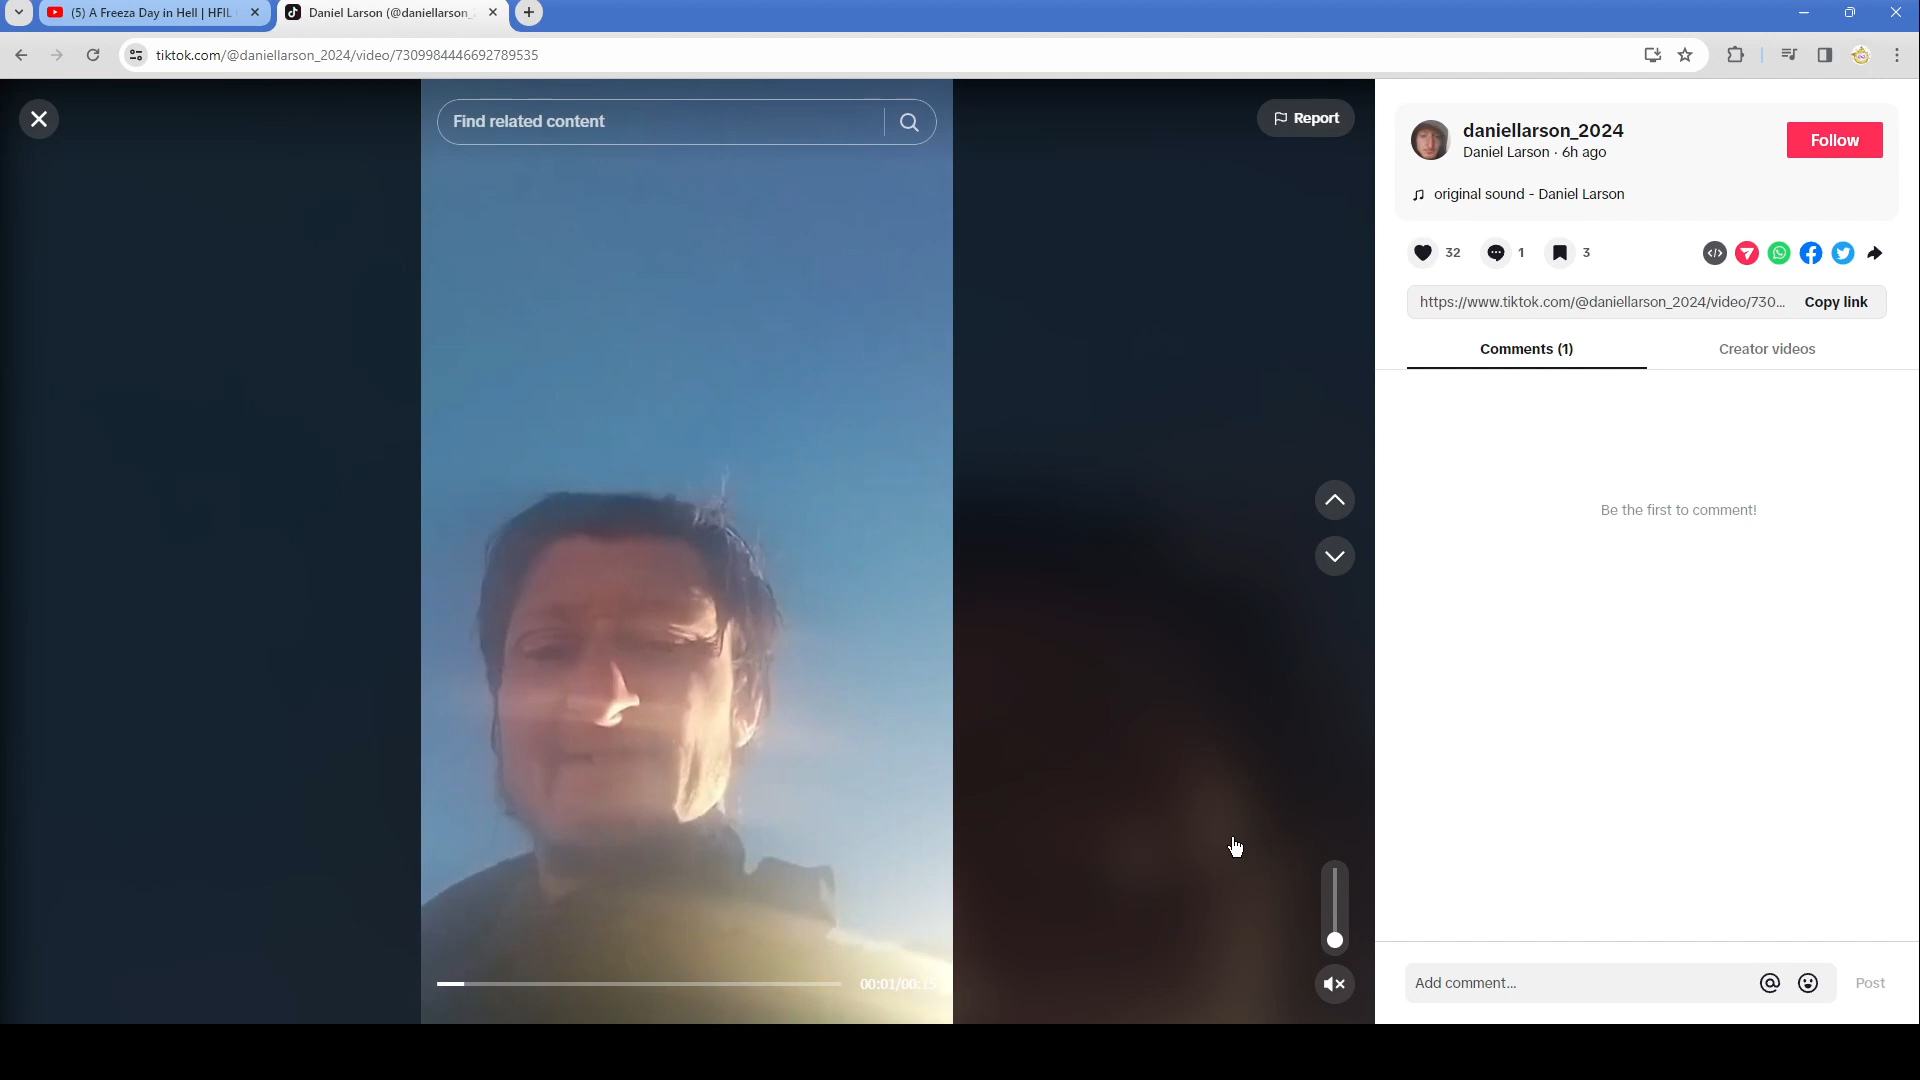 (5) A Freeza Day in Hell | HFIL
Daniel Larson (@daniellarson_
tiktok.com/@daniellarson_2024/video/7309984446692789535
Find related content
Report
daniellarson_2024
Daniel Larson · 6h ago
Follow
original sound - Daniel Larson
32
1
3
https://www.tiktok.com/@daniellarson_2024/video/730...
Copy link
Comments (1)
Creator videos
Be the first to comment!
00:01/00:15
Add comment...
Post